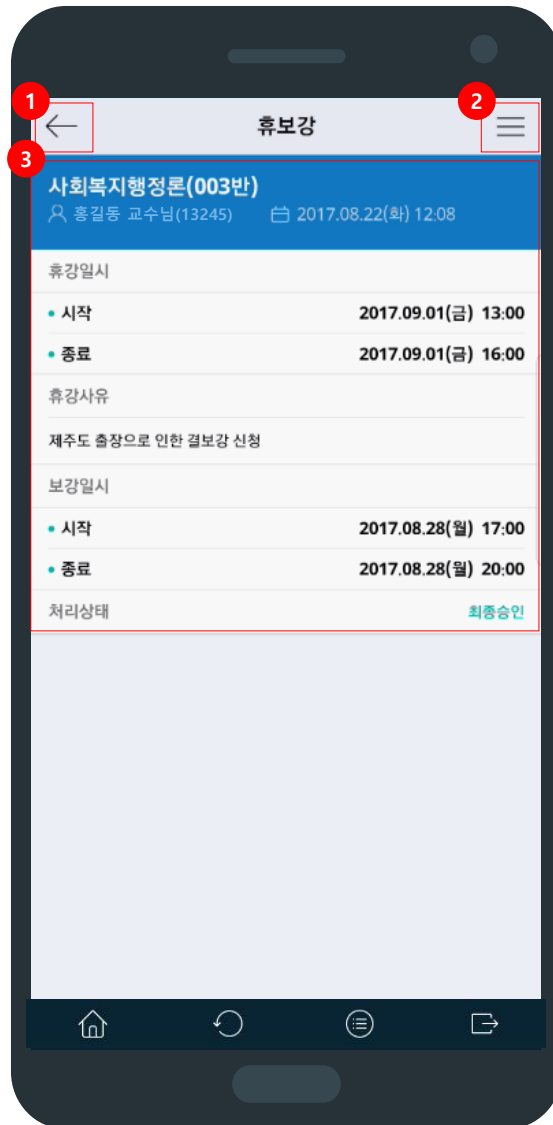 1
2
휴보강
3
사회복지행정론(003반)
홍길동 교수님(13245) 2017.08.22(화) 12:08
휴강일시
• 시작 2017.09.01(금) 13:00
• 종료 2017.09.01(금) 16:00
휴강사유
제주도 출장으로 인한 결보강 신청
보강일시
• 시작 2017.08.28(월) 17:00
• 종료 2017.08.28(월) 20:00
처리상태 최종승인